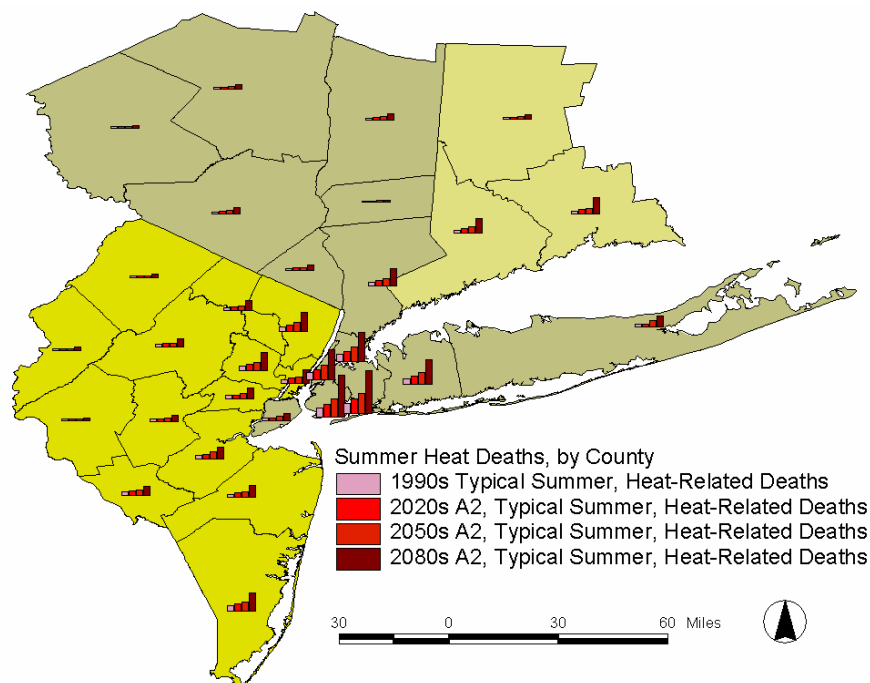 Summer Heat Deaths, by County
1990s Typical Summer, Heat-Related Deaths
2020s A2, Typical Summer, Heat-Related Deaths
2050s A2, Typical Summer, Heat-Related Deaths
2080s A2, Typical Summer, Heat-Related Deaths
30 0 30 60 Miles